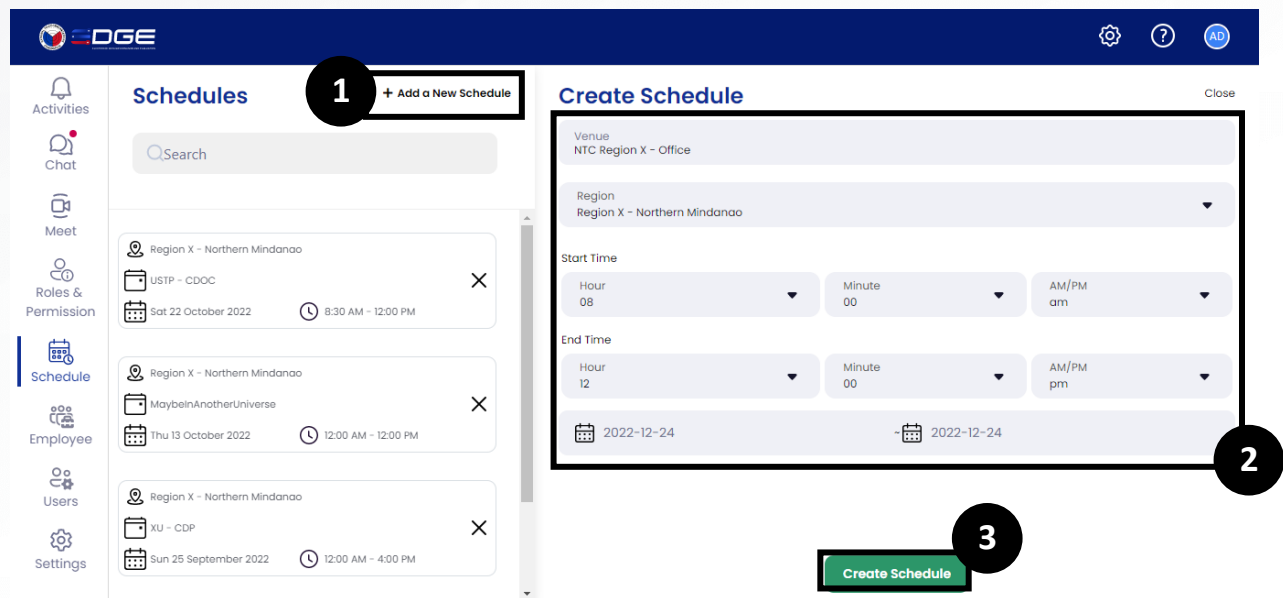 EDGE
AD
Activities
Chat
Meet
Roles &
Permission
Schedule
Employee
Users
Settings
Schedules
1
+ Add a New Schedule
Search
Region X - Northern Mindanao
USTP - CDOC
Sat 22 October 2022 8:30 AM - 12:00 PM
Region X - Northern Mindanao
MaybeInAnotherUniverse
Thu 13 October 2022 12:00 AM - 12:00 PM
Region X - Northern Mindanao
XU - CDP
Sun 25 September 2022 12:00 AM - 4:00 PM
Create Schedule
Close
Venue
NTC Region X - Office
Region
Region X - Northern Mindanao
Start Time
Hour Minute AM/PM
08 00 am
End Time
Hour Minute AM/PM
12 00 pm
2022-12-24 ~ 2022-12-24
2
3
Create Schedule